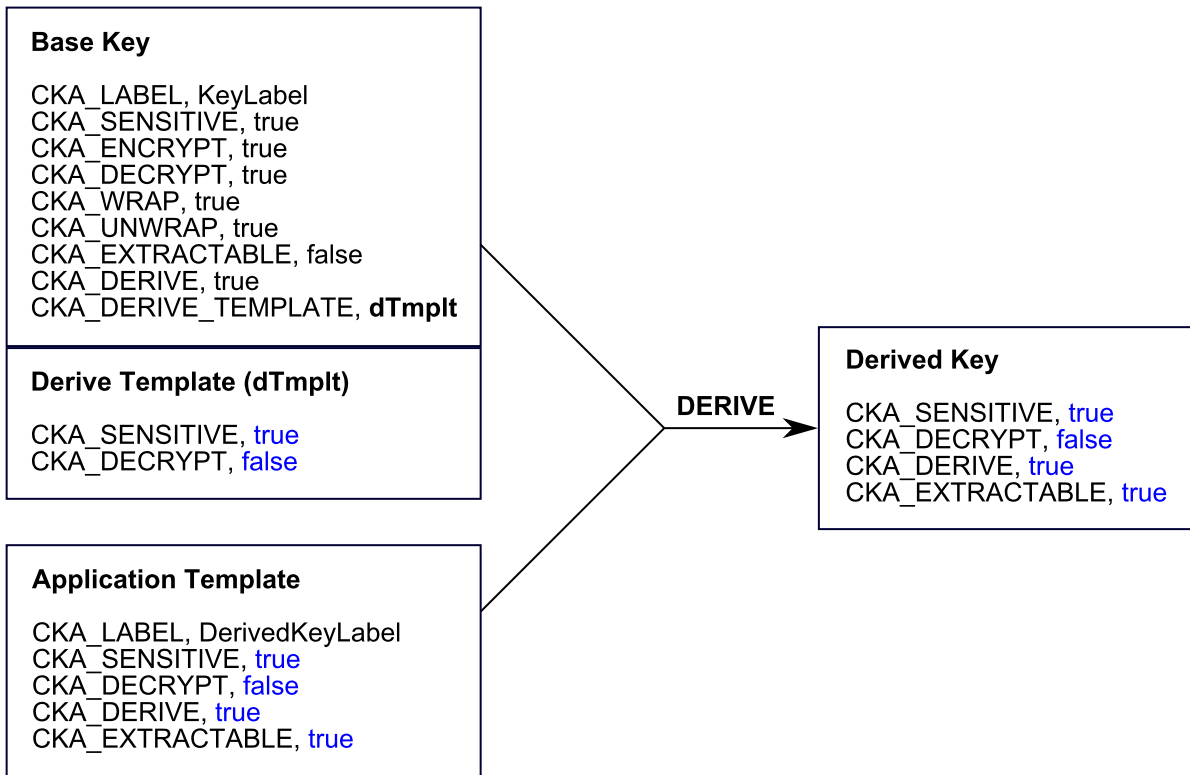 Base Key
CKA_LABEL, KeyLabel
CKA_SENSITIVE, true
CKA_ENCRYPT, true
CKA_DECRYPT, true
CKA_WRAP, true
CKA_UNWRAP, true
CKA_EXTRACTABLE, false
CKA_DERIVE, true
CKA_DERIVE_TEMPLATE, dTmplt
Derive Template (dTmplt)
CKA_SENSITIVE, true
CKA_DECRYPT, false
Application Template
CKA_LABEL, DerivedKeyLabel
CKA_SENSITIVE, true
CKA_DECRYPT, false
CKA_DERIVE, true
CKA_EXTRACTABLE, true
DERIVE
Derived Key
CKA_SENSITIVE, true
CKA_DECRYPT, false
CKA_DERIVE, true
CKA_EXTRACTABLE, true